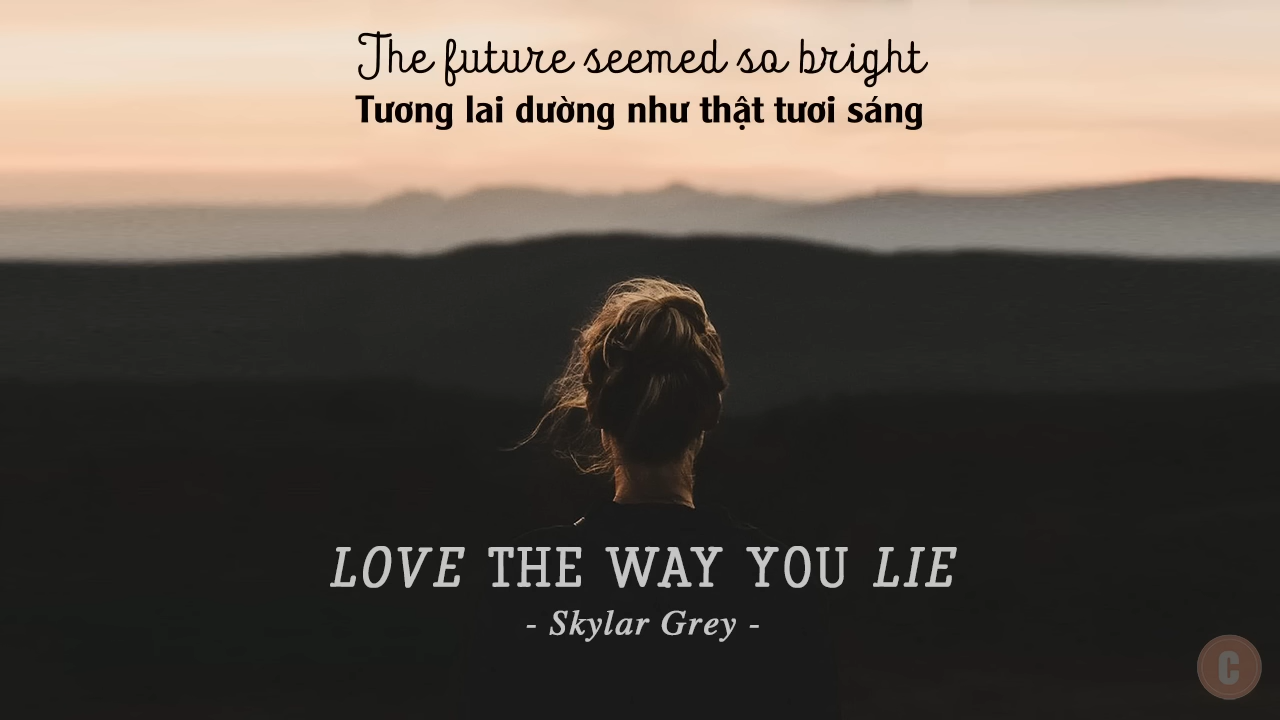 The future seemed so bright
Tương lai dường như thật tươi sáng
LOVE THE WAY YOU LIE
- Skylar Grey -
C